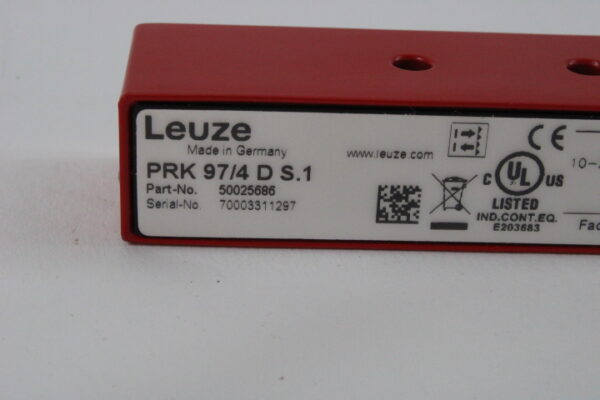 Leuze
Made in Germany
www.leuze.com
PRK 97/4 D S.1
Part-No. 50025686
Serial-No. 70003311297
CE
10-
C UL US
LISTED
IND.CONT.EQ.
E203683